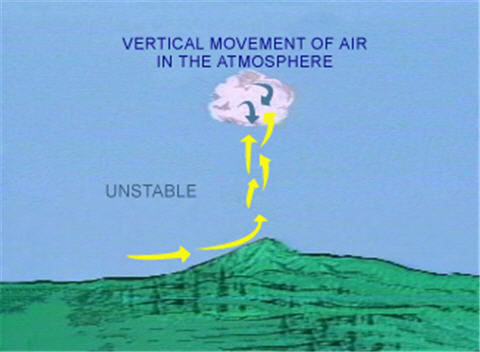 VERTICAL MOVEMENT OF AIR
IN THE ATMOSPHERE
UNSTABLE